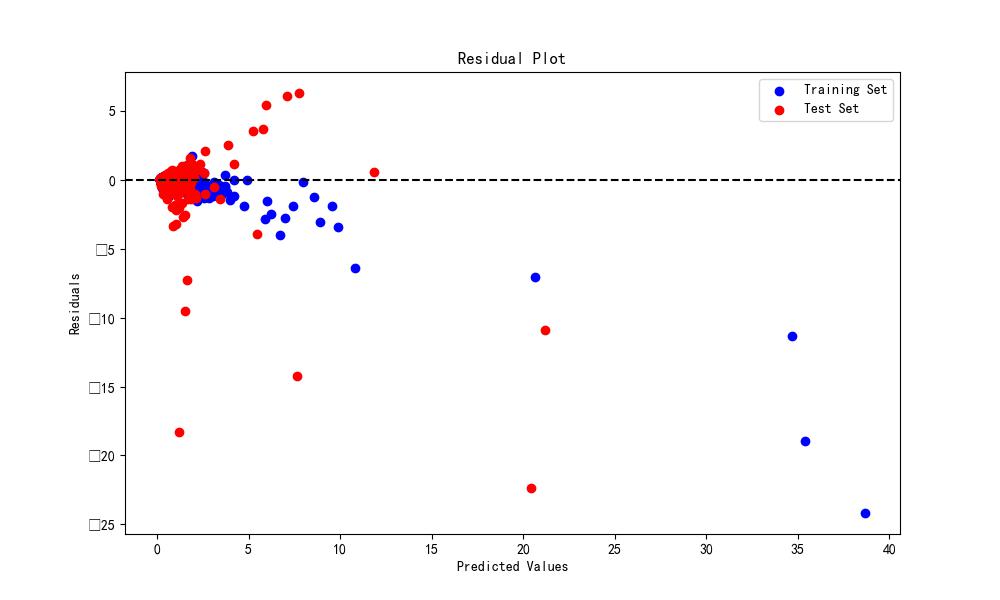 Residual Plot
Training Set
Test Set
5
0
□5
□10
□15
□20
□25
Residuals
0 5 10 15 20 25 30 35 40
Predicted Values